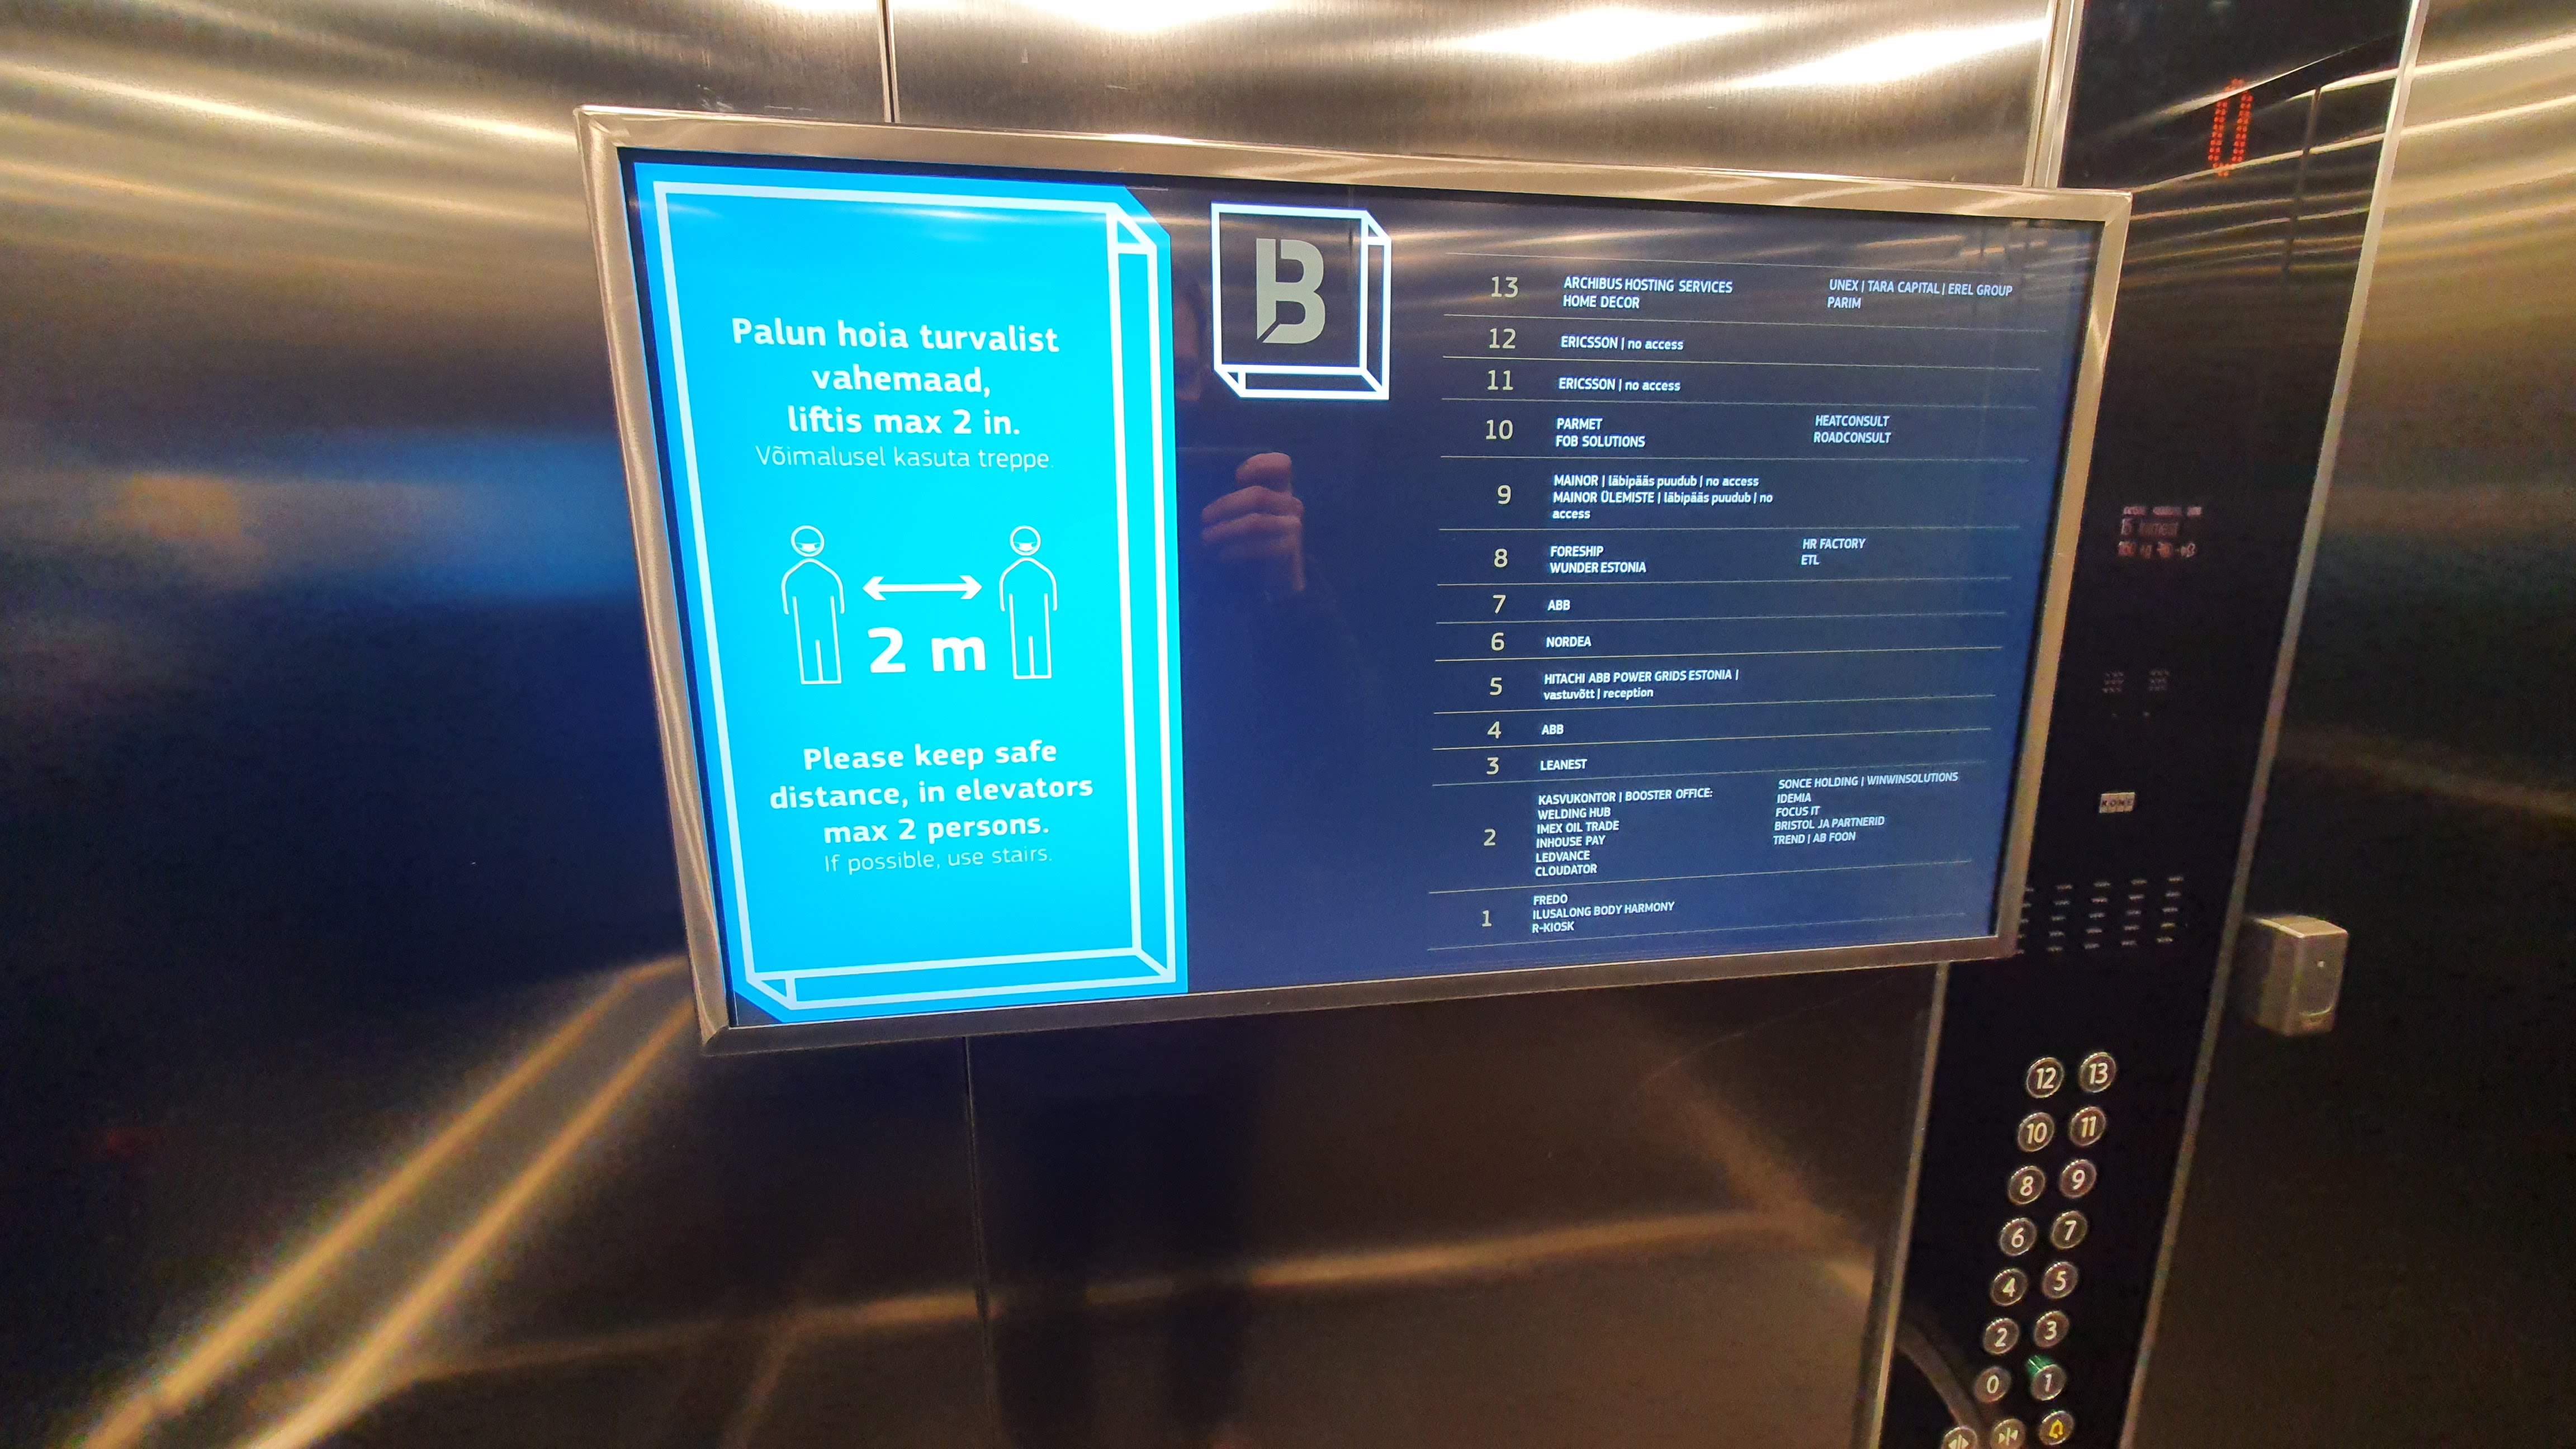 Palun hoia turvalist
vahemaad,
liftis max 2 in.
Võimalusel kasuta treppe.
2 m
Please keep safe
distance, in elevators
max 2 persons.
If possible, use stairs.
B
13
ARCHIBUS HOSTING SERVICES
HOME DECOR
UNEX | TARA CAPITAL | EREL GROUP
PARIM
12
ERICSSON | no access
11
ERICSSON | no access
10
PARMET
FOB SOLUTIONS
HEATCONSULT
ROADCONSULT
9
MAINOR | läbipääs puudub | no access
MAINOR ÜLEMISTE | läbipääs puudub | no
access
8
FORESHIP
WUNDER ESTONIA
HR FACTORY
ETL
7
ABB
6
NORDEA
5
HITACHI ABB POWER GRIDS ESTONIA |
vastuvõtt | reception
4
ABB
3
LEANEST
2
KASVUKONTOR | BOOSTER OFFICE:
WELDING HUB
IMEX OIL TRADE
INHOUSE PAY
LEDVANCE
CLOUDATOR
SONCE HOLDING | WINWINSOLUTIONS
IDEMIA
FOCUS IT
BRISTOL JA PARTNERID
TREND | AB FOON
1
FREDO
ILUSALONG BODY HARMONY
R-KIOSK
0
KONE
12 13
10 11
8 9
6 7
4 5
2 3
0 1